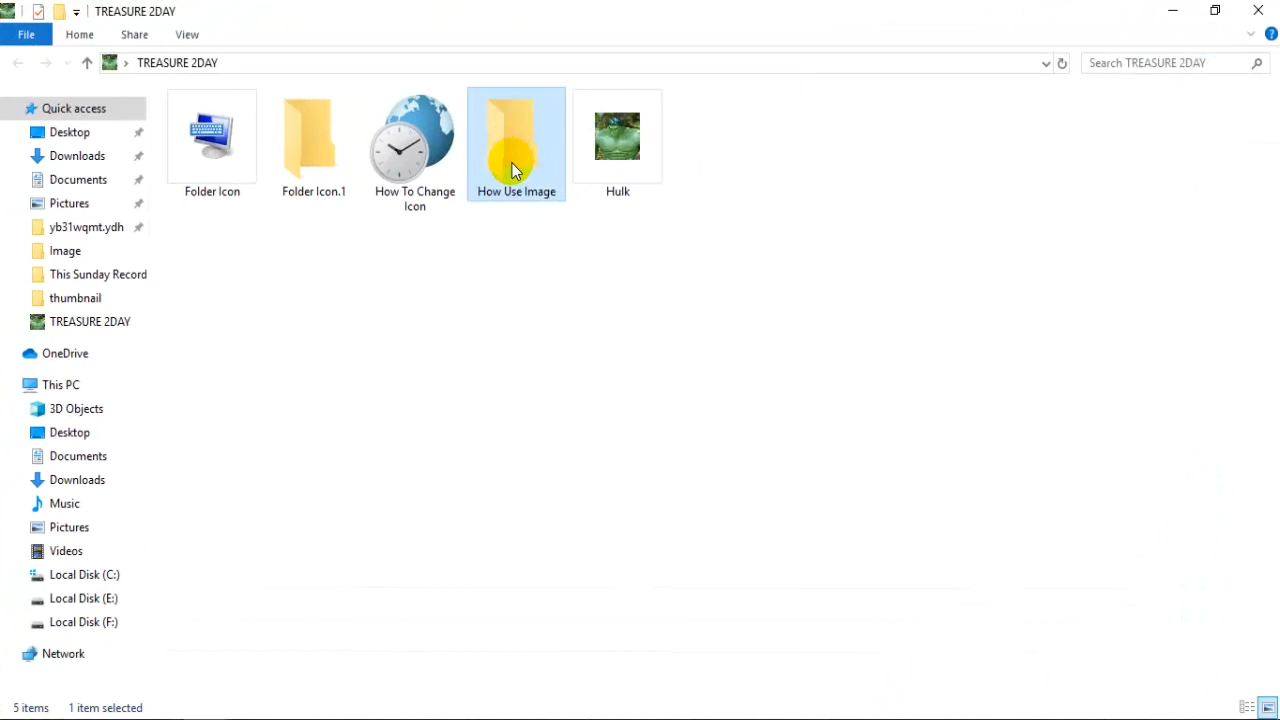 TREASURE 2DAY
File Home Share View
TREASURE 2DAY
Search TREASURE 2DAY
Quick access
Desktop
Downloads
Documents
Pictures
yb31wqmt.ydh
Image
This Sunday Record
thumbnail
TREASURE 2DAY
OneDrive
This PC
3D Objects
Desktop
Documents
Downloads
Music
Pictures
Videos
Local Disk (C:)
Local Disk (E:)
Local Disk (F:)
Network
Folder Icon
Folder Icon.1
How To Change
Icon
How Use Image
Hulk
5 items 1 item selected